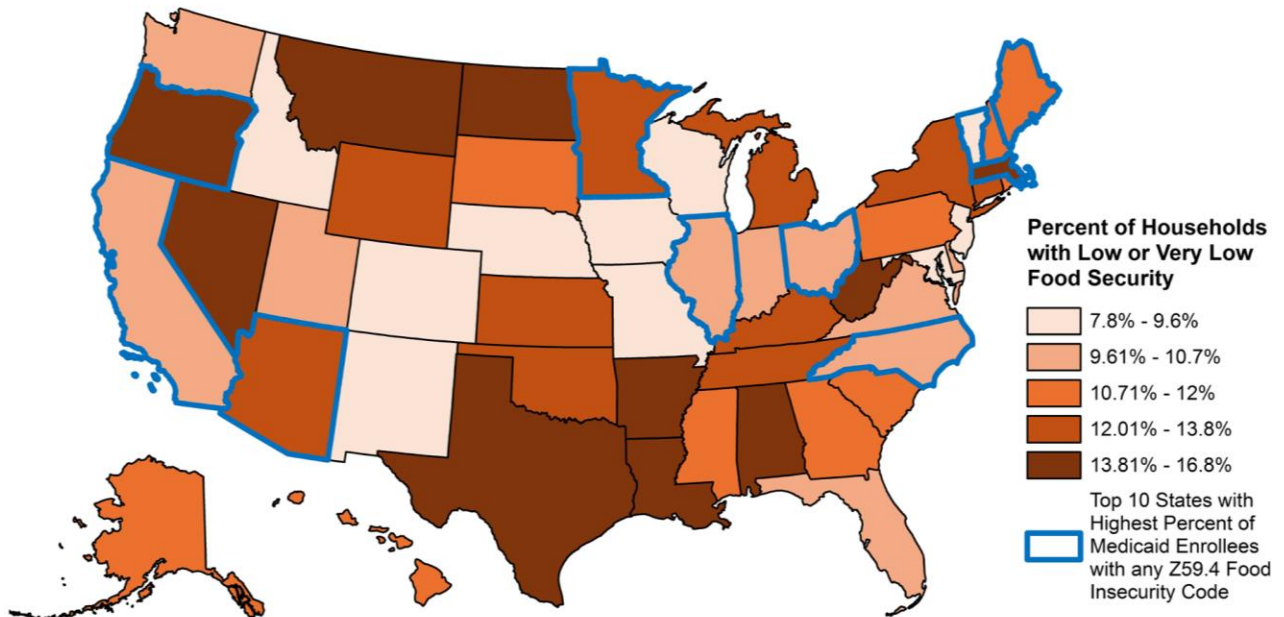 Percent of Households
with Low or Very Low
Food Security
7.8% - 9.6%
9.61% - 10.7%
10.71% - 12%
12.01% - 13.8%
13.81% - 16.8%
Top 10 States with
Highest Percent of
Medicaid Enrollees
with any Z59.4 Food
Insecurity Code